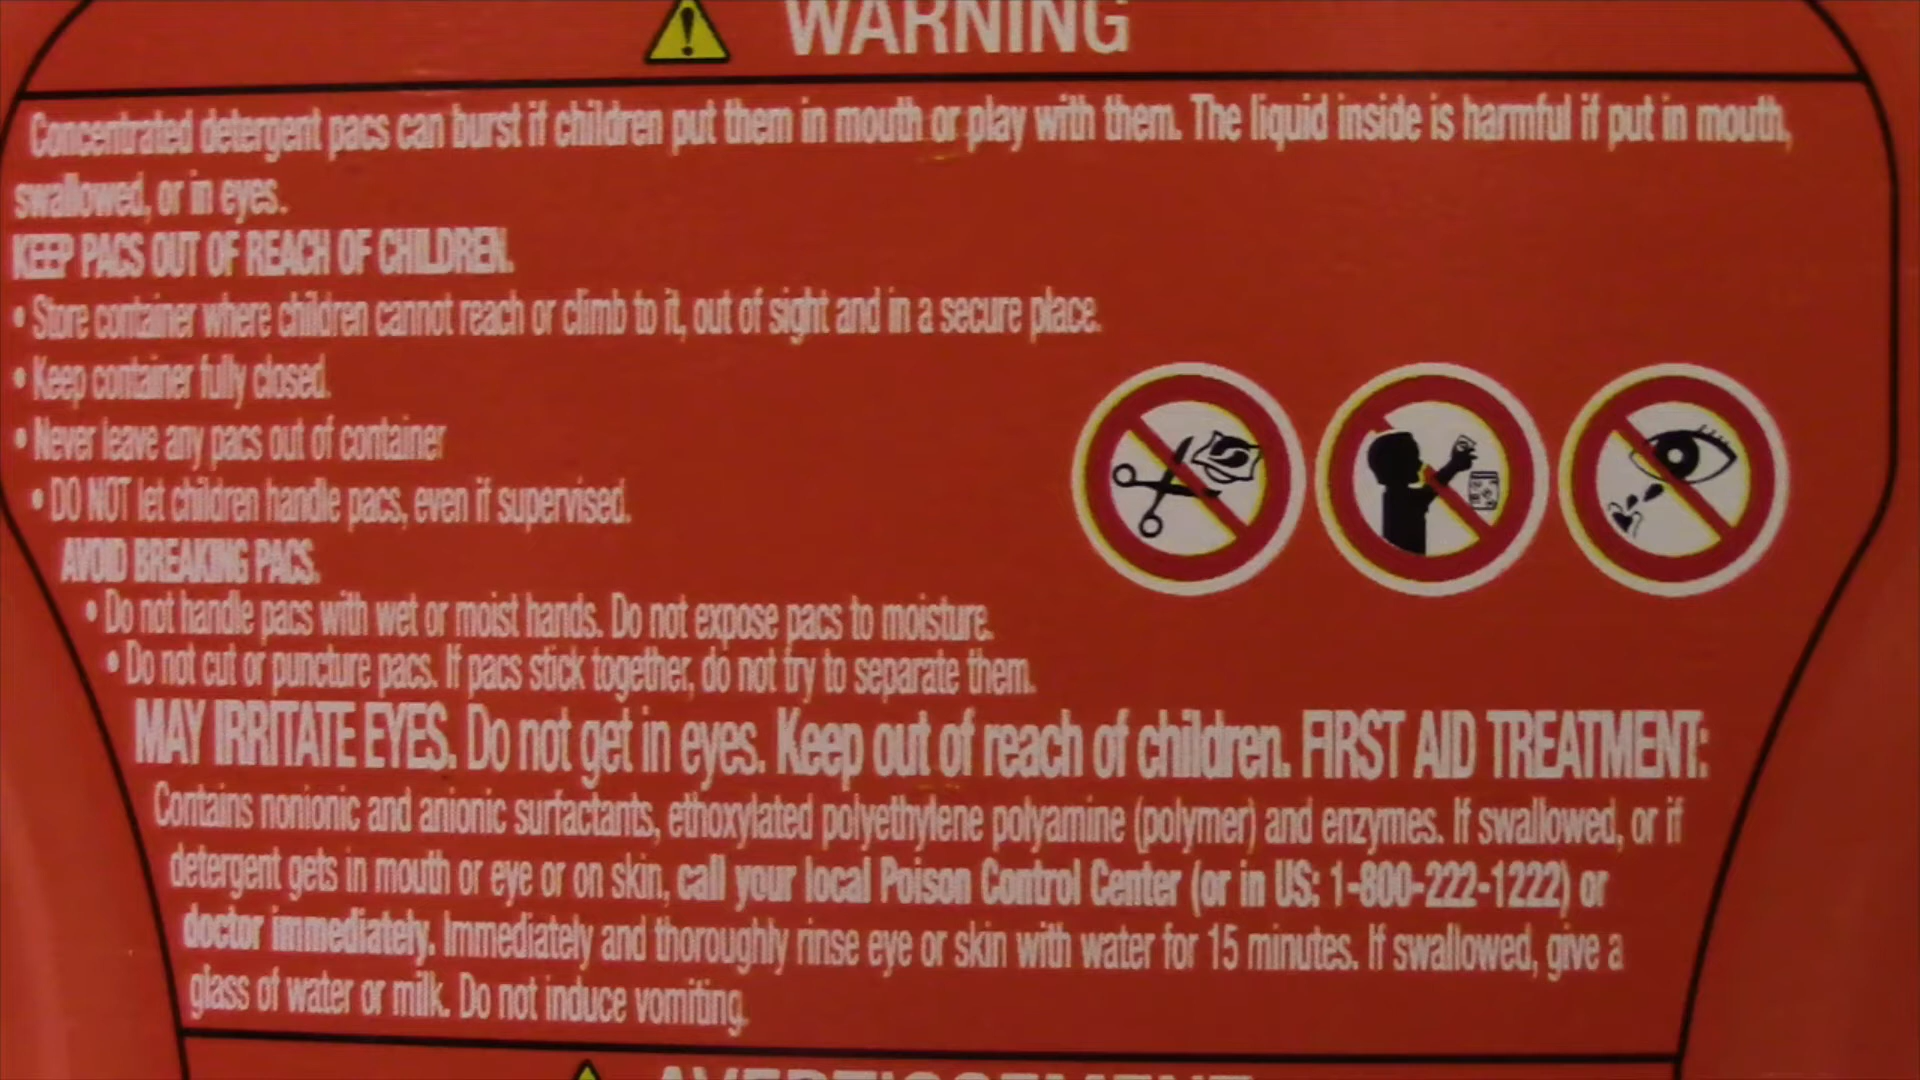 WARNING
Concentrated detergent pacs can burst if children put them in mouth or play with them. The liquid inside is harmful if put in mouth,
swallowed, or in eyes.
KEEP PACS OUT OF REACH OF CHILDREN.
• Store container where children cannot reach or climb to it, out of sight and in a secure place.
• Keep container fully closed.
• Never leave any pacs out of container
• DO NOT let children handle pacs, even if supervised.
AVOID BREAKING PACS.
• Do not handle pacs with wet or moist hands. Do not expose pacs to moisture.
• Do not cut or puncture pacs. If pacs stick together, do not try to separate them.
MAY IRRITATE EYES. Do not get in eyes. Keep out of reach of children. FIRST AID TREATMENT:
Contains nonionic and anionic surfactants, ethoxylated polyethylene polyamine (polymer) and enzymes. If swallowed, or if
detergent gets in mouth or eye or on skin, call your local Poison Control Center (or in US: 1-800-222-1222) or
doctor immediately. Immediately and thoroughly rinse eye or skin with water for 15 minutes. If swallowed, give a
glass of water or milk. Do not induce vomiting.
AVERTISSEMENT